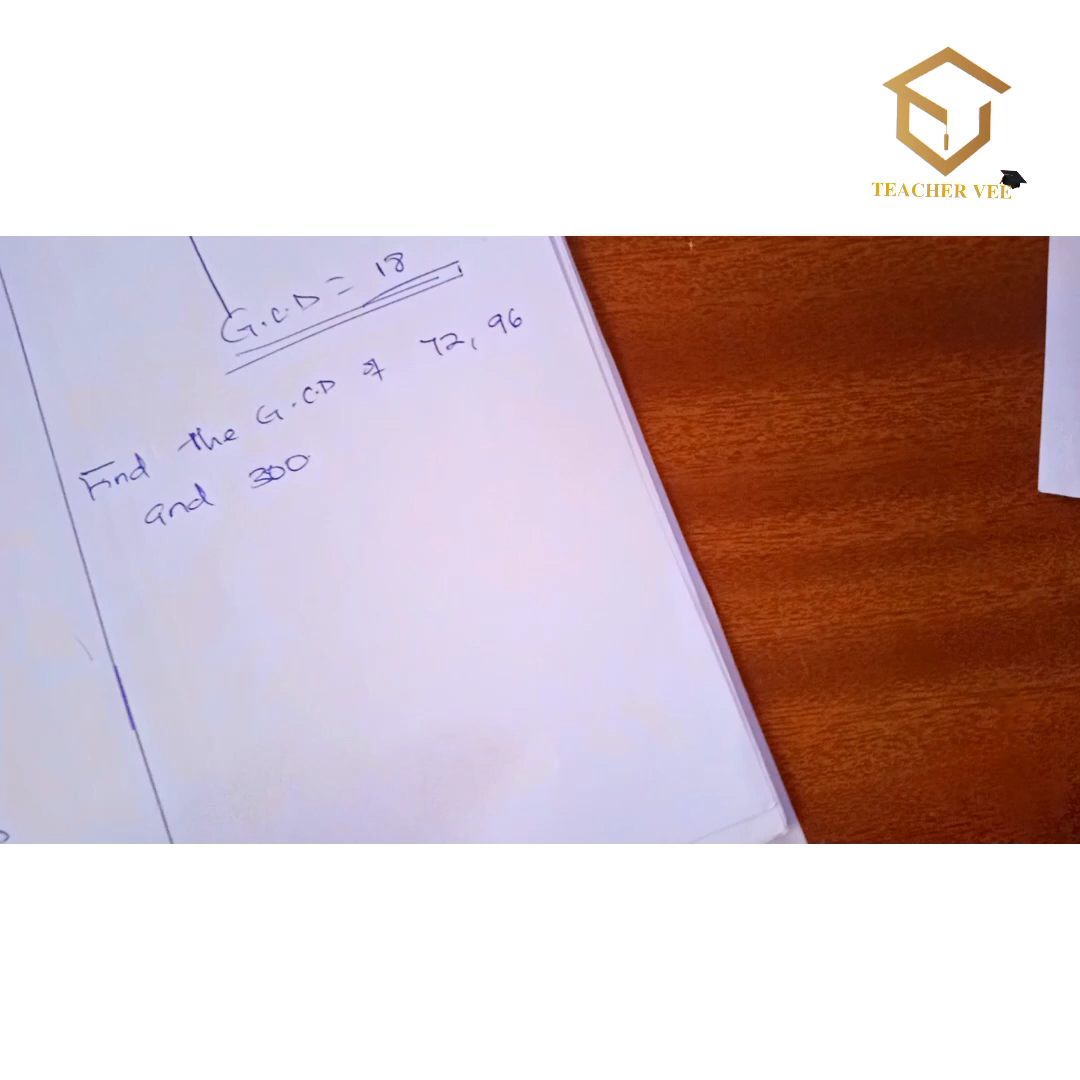 TEACHER VEE
G.C.D = 18
Find the G.C.D of 72, 96
and 300